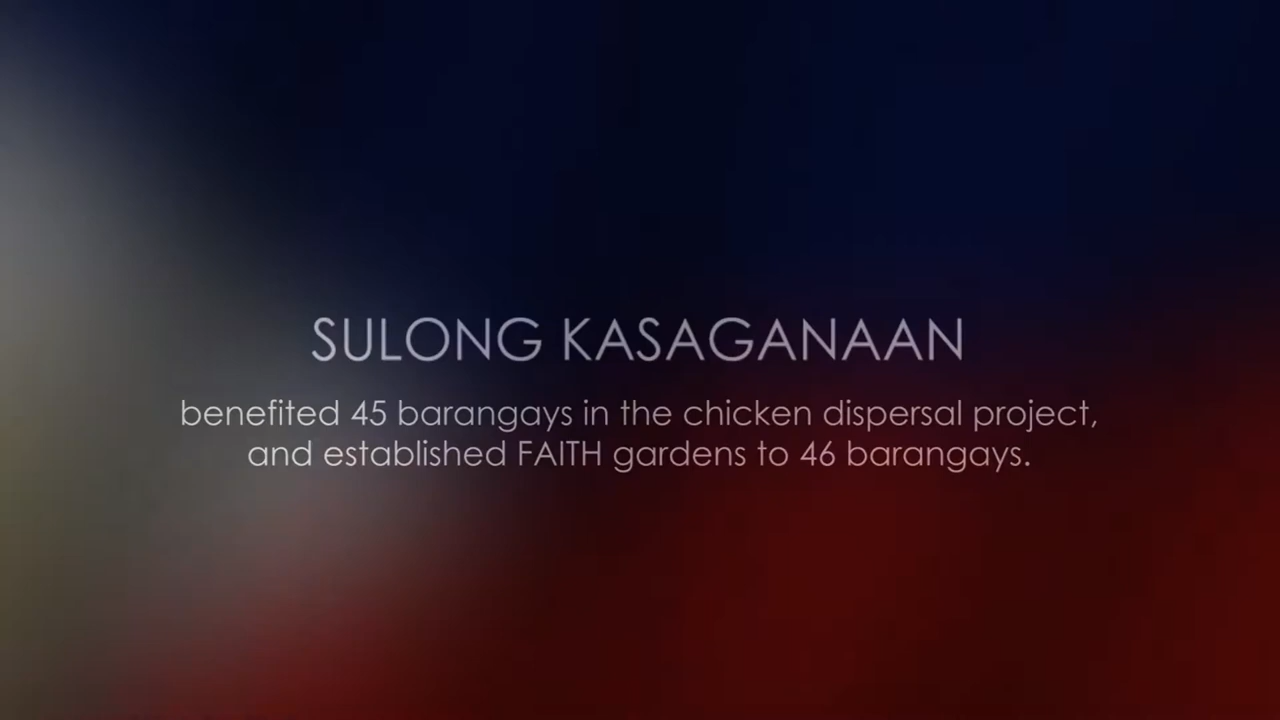 SULONG KASAGANAAN
benefited 45 barangays in the chicken dispersal project,
and established FAITH gardens to 46 barangays.